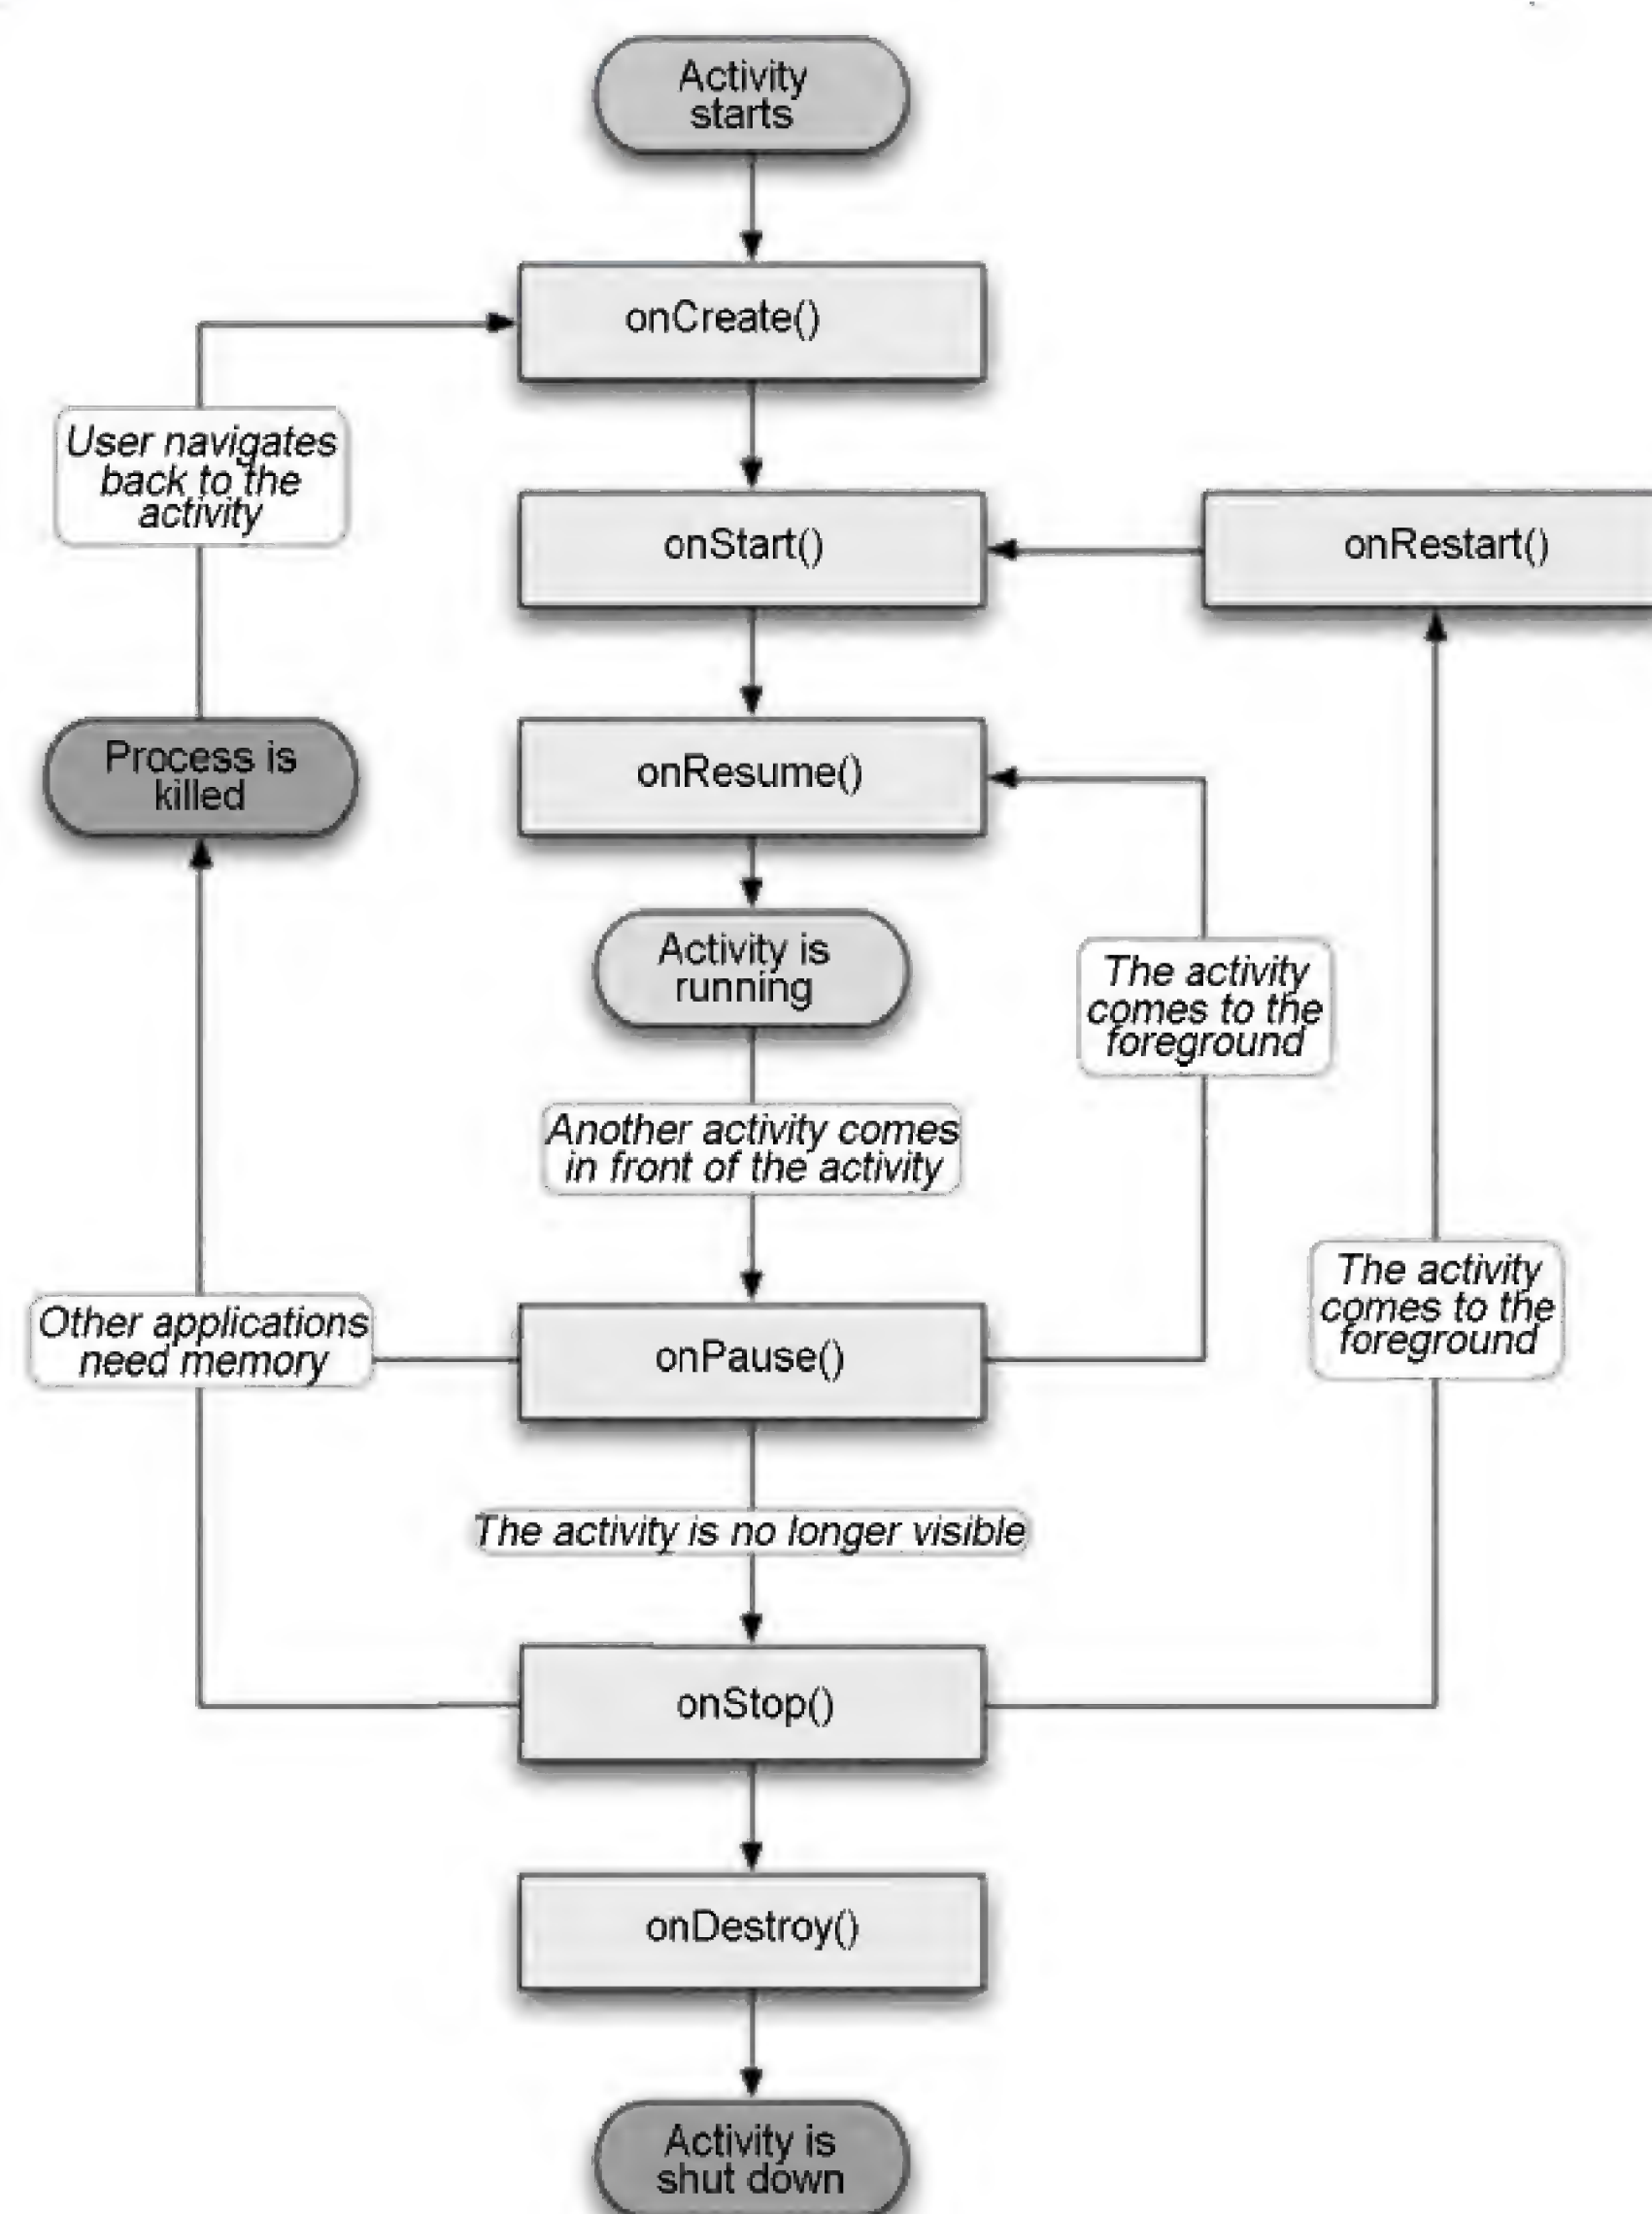 Activity
starts
onCreate()
User navigates
back to the
activity
onStart()
onRestart()
Process is
killed
onResume()
Activity is
running
The activity
comes to the
foreground
Another activity comes
in front of the activity
The activity
comes to the
foreground
Other applications
need memory
onPause()
The activity is no longer visible
onStop()
onDestroy()
Activity is
shut down